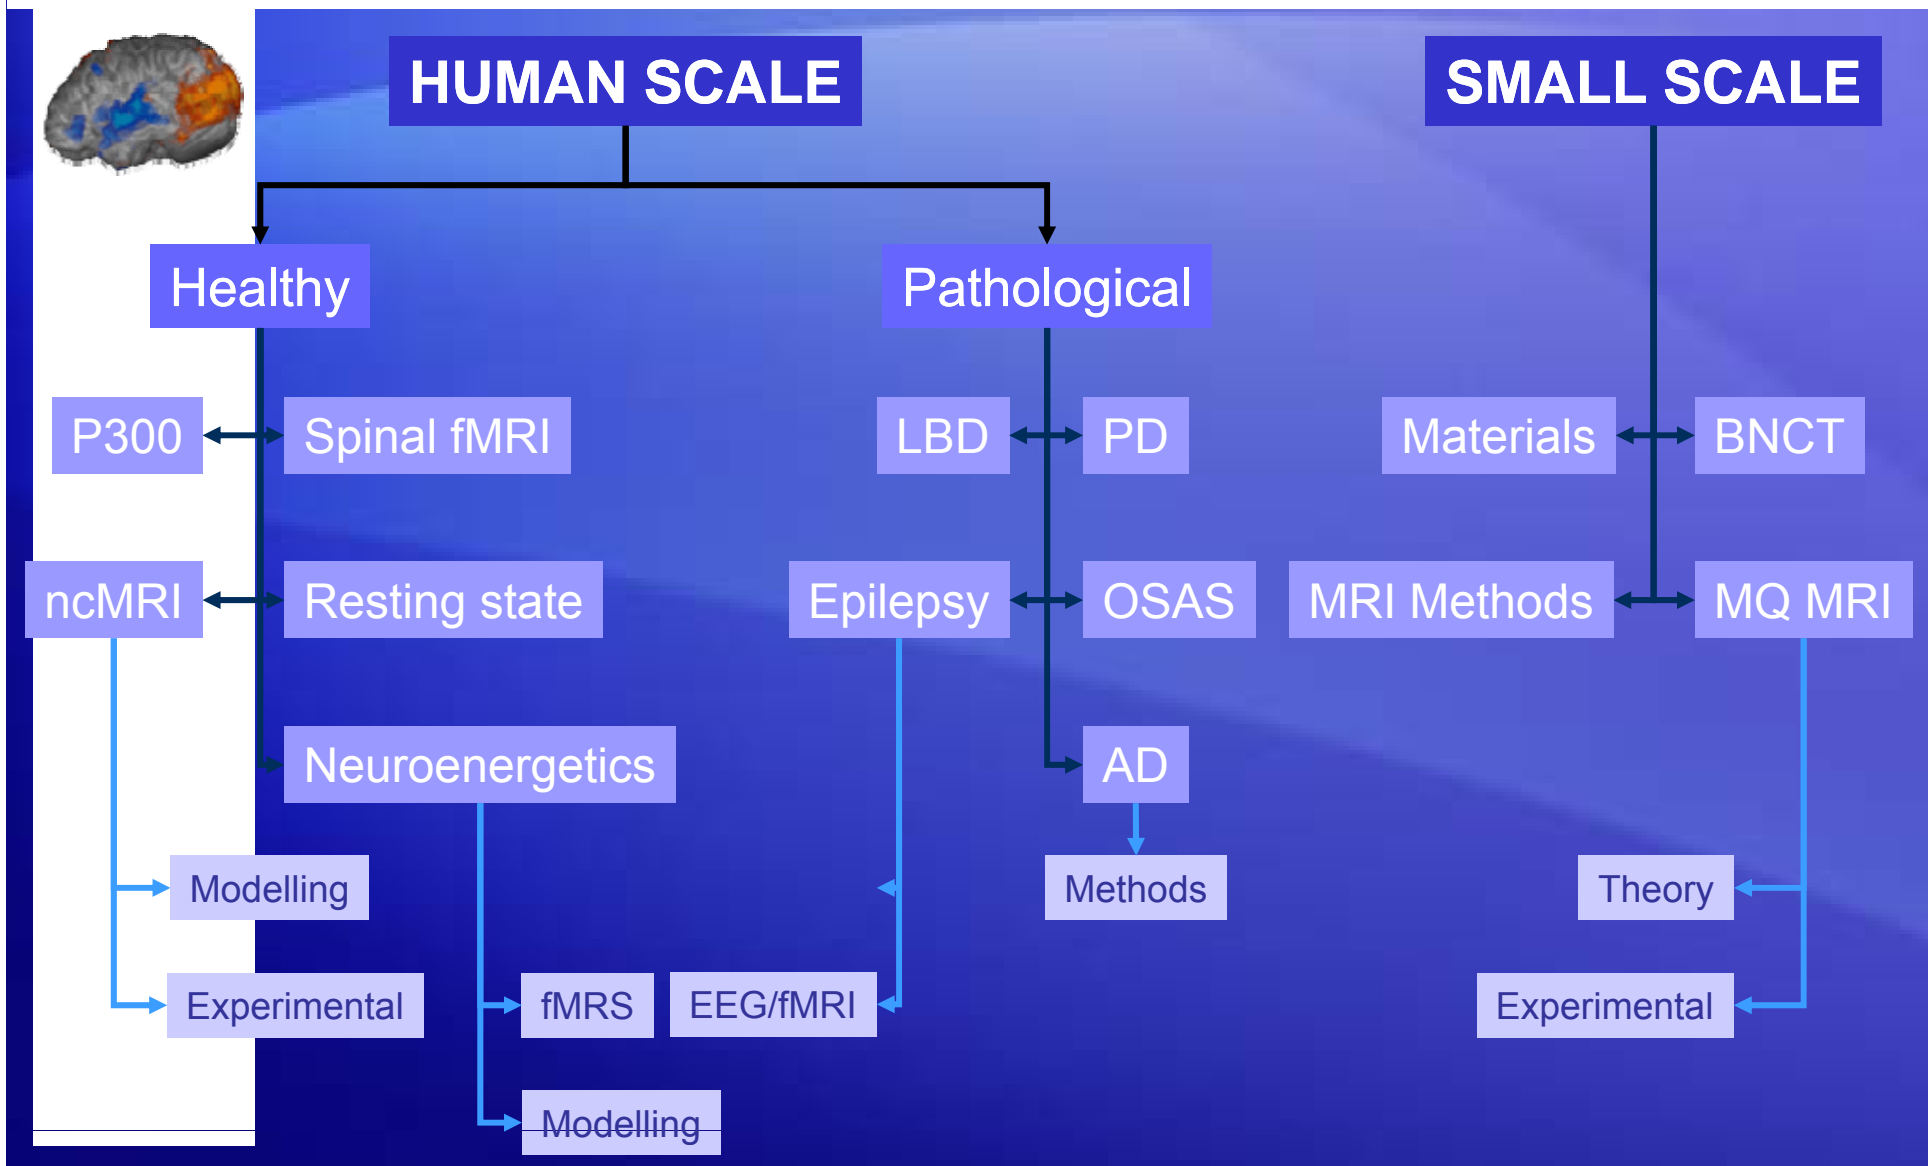 HUMAN SCALE
SMALL SCALE
Healthy
Pathological
P300
Spinal fMRI
LBD
PD
Materials
BNCT
ncMRI
Resting state
Epilepsy
OSAS
MRI Methods
MQ MRI
Neuroenergetics
AD
Modelling
Methods
Theory
Experimental
fMRS
EEG/fMRI
Experimental
Modelling